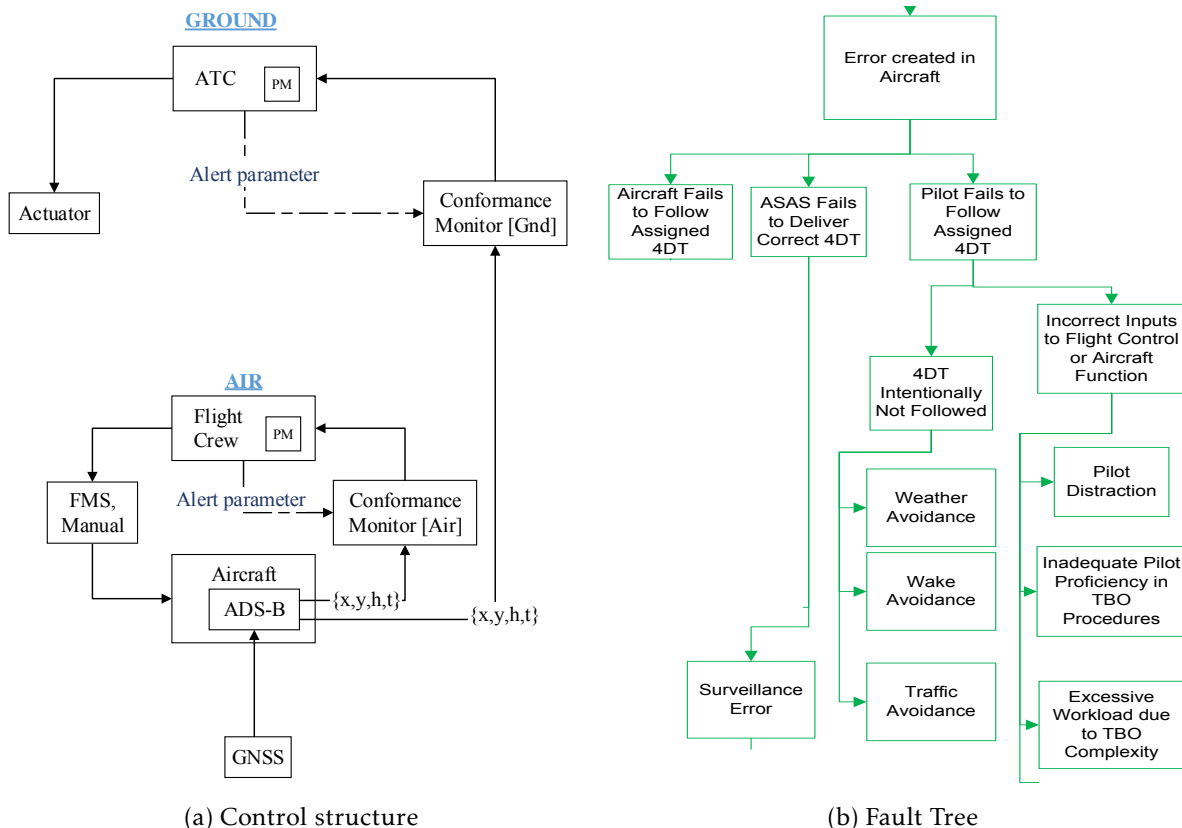 GROUND
ATC
PM
Alert parameter
Actuator
Conformance
Monitor [Gnd]
AIR
Flight
Crew
PM
Alert parameter
FMS,
Manual
Conformance
Monitor [Air]
Aircraft
ADS-B
{x,y,h,t}
{x,y,h,t}
GNSS
(a) Control structure
Error created in
Aircraft
Aircraft Fails
to Follow
Assigned
4DT
ASAS Fails
to Deliver
Correct 4DT
Pilot Fails to
Follow
Assigned
4DT
4DT
Intentionally
Not Followed
Incorrect Inputs
to Flight Control
or Aircraft
Function
Weather
Avoidance
Pilot
Distraction
Wake
Avoidance
Inadequate Pilot
Proficiency in
TBO
Procedures
Surveillance
Error
Traffic
Avoidance
Excessive
Workload due
to TBO
Complexity
(b) Fault Tree